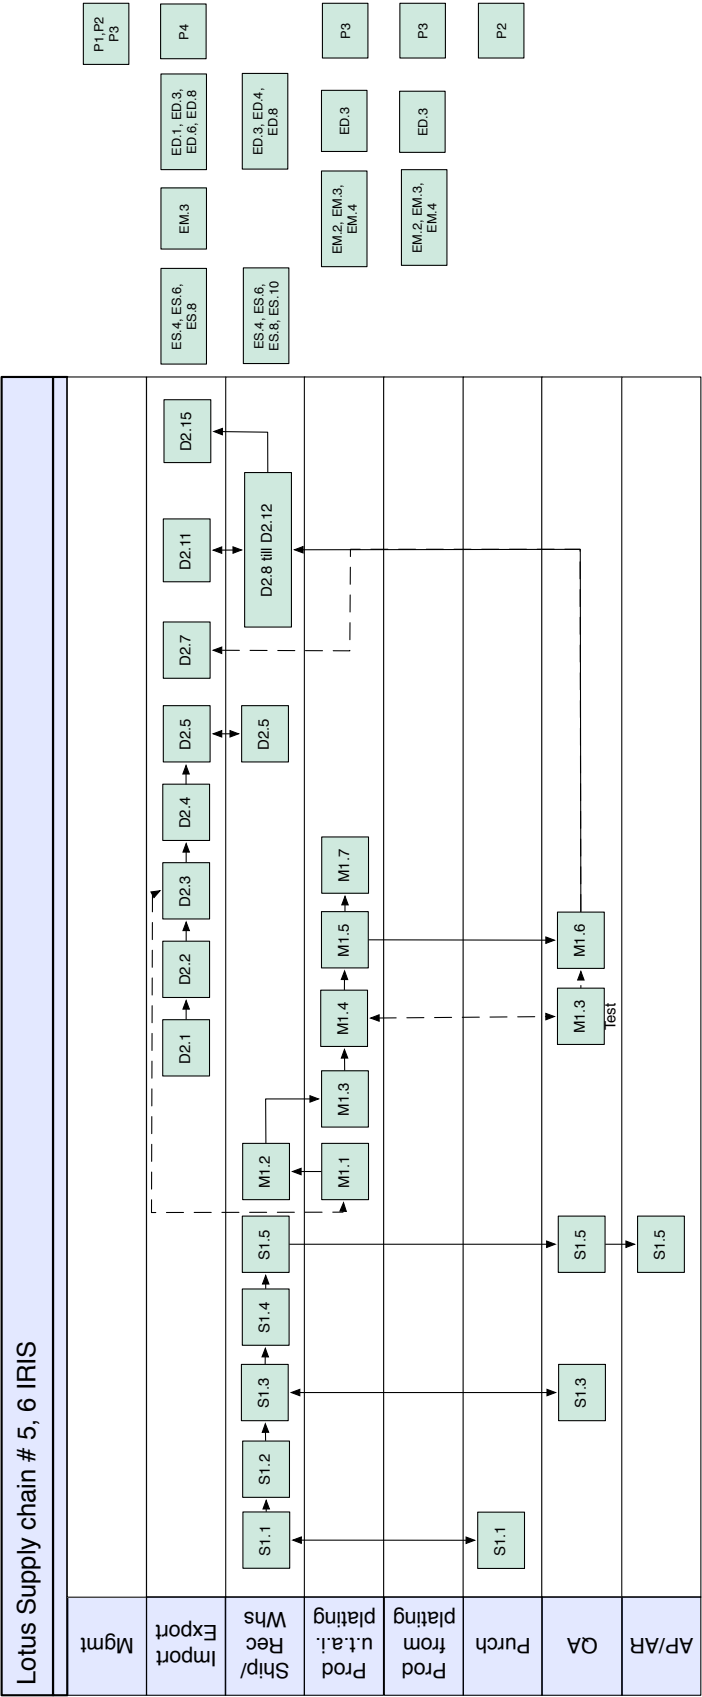 Lotus Supply chain # 5, 6 IRIS
Mgmt
P1,P2
P3
Import
Export
D2.1
D2.2
D2.3
D2.4
D2.5
D2.7
D2.11
D2.15
ES.4, ES.6,
ES.8
EM.3
ED.1, ED.3,
ED.6, ED.8
P4
Ship/
Rec
Whs
S1.1
S1.2
S1.3
S1.4
S1.5
M1.2
D2.5
D2.8 till D2.12
ES.4, ES.6,
ES.8, ES.10
ED.3, ED.4,
ED.8
Prod
u.t.a.i.
plating
M1.1
M1.3
M1.4
M1.5
M1.7
EM.2, EM.3,
EM.4
ED.3
P3
Prod
from
plating
EM.2, EM.3,
EM.4
ED.3
P3
Purch
S1.1
P2
QA
S1.3
S1.5
M1.3
Test
M1.6
AP/AR
S1.5